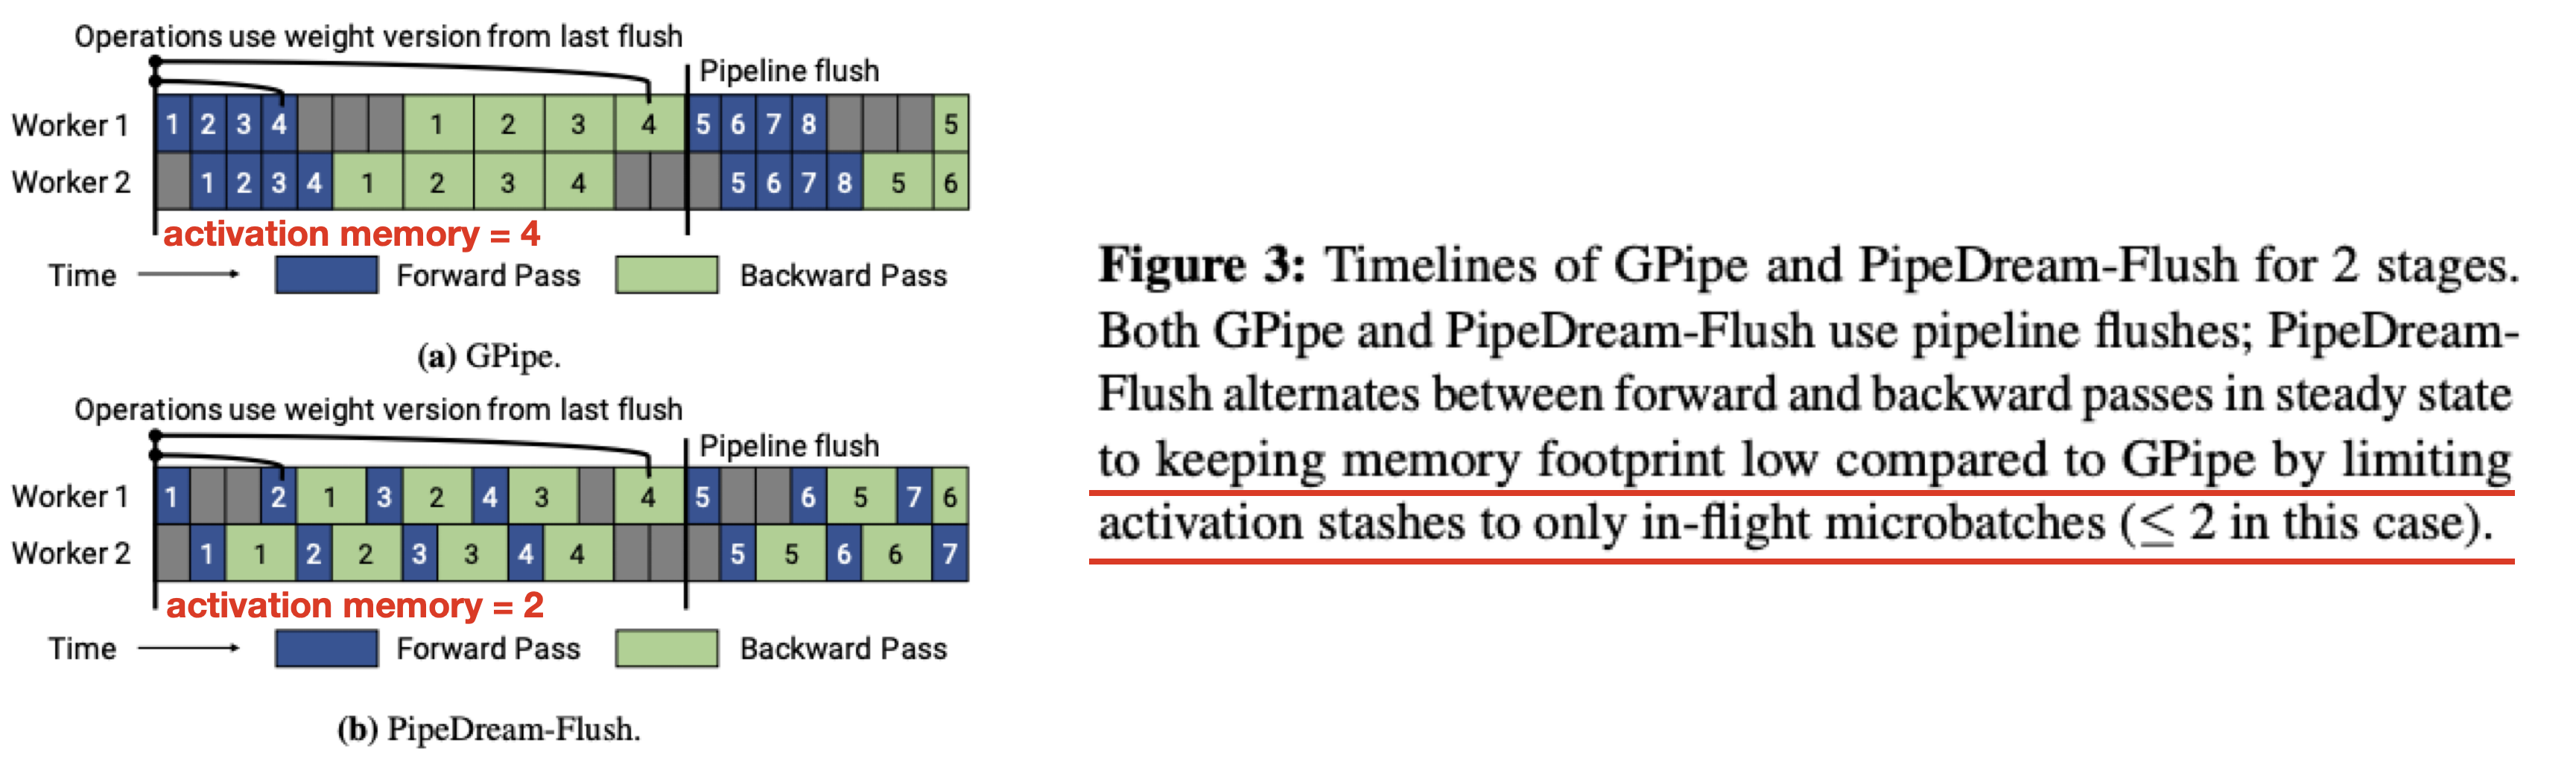 Operations use weight version from last flush
Pipeline flush
Worker 1 1 2 3 4 1 2 3 4 5 6 7 8 5
Worker 2 1 2 3 4 1 2 3 4 5 6 7 8 5 6
activation memory = 4
Time Forward Pass Backward Pass
(a) GPipe.
Operations use weight version from last flush
Pipeline flush
Worker 1 1 2 1 3 2 4 3 4 5 6 5 7 6
Worker 2 1 1 2 2 3 3 4 4 5 5 6 6 7
activation memory = 2
Time Forward Pass Backward Pass
(b) PipeDream-Flush.
Figure 3: Timelines of GPipe and PipeDream-Flush for 2 stages.
Both GPipe and PipeDream-Flush use pipeline flushes; PipeDream-
Flush alternates between forward and backward passes in steady state
to keeping memory footprint low compared to GPipe by limiting
activation stashes to only in-flight microbatches (≤ 2 in this case).